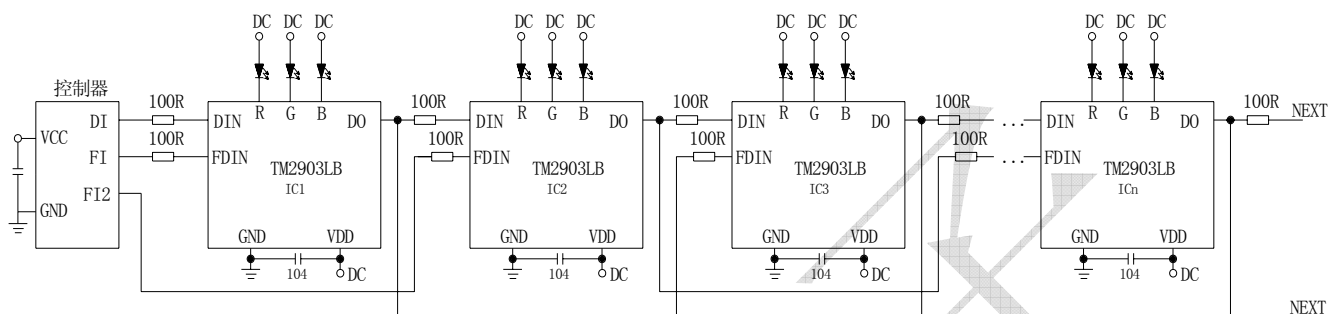 DC DC DC DC DC DC DC DC DC DC DC DC
控制器
100R R G B 100R R G B 100R R G B 100R R G B 100R NEXT
DI DIN DO DIN DO DIN DO ... DIN DO
VCC 100R 100R 100R 100R
FI FDIN FDIN FDIN ... FDIN
TM2903LB TM2903LB TM2903LB TM2903LB
FI2 IC1 IC2 IC3 ICn
GND
GND VDD GND VDD GND VDD GND VDD
104 DC 104 DC 104 DC 104 DC
NEXT